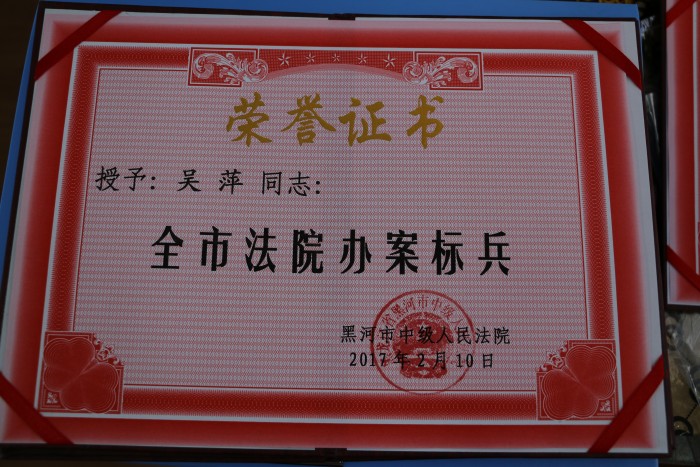 荣誉证书
授予：吴 萍 同志：
全市法院办案标兵
黑河市中级人民法院
2017年2月10日